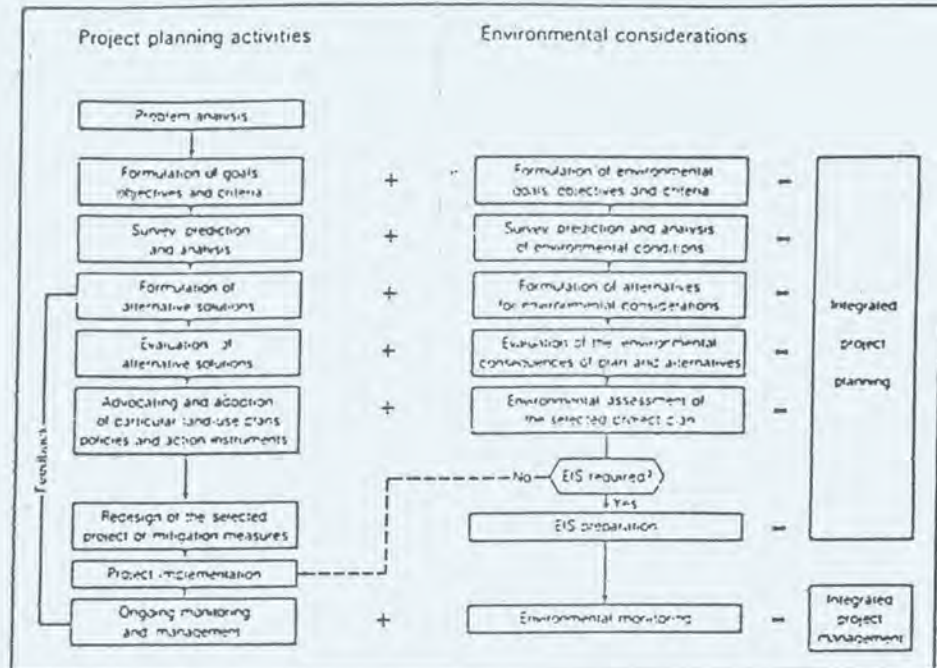 Project planning activities
Environmental considerations
Problem analysis
Formulation of goals
objectives and criteria
+
Formulation of environmental
goals, objectives and criteria
=
Survey, prediction
and analysis
+
Survey prediction and analysis
of environmental conditions
=
Formulation of
alternative solutions
+
Formulation of alternatives
for environmental considerations
=
Evaluation of
alternative solutions
+
Evaluation of the environmental
consequences of plan and alternatives
=
Advocating and adoption
of particular land-use plans
policies and action instruments
+
Environmental assessment of
the selected project plan
=
Integrated
project
planning
Feedback
No
EIS required?
Yes
Redesign of the selected
project or mitigation measures
EIS preparation
=
Project implementation
Ongoing monitoring
and management
+
Environmental monitoring
=
Integrated
project
management